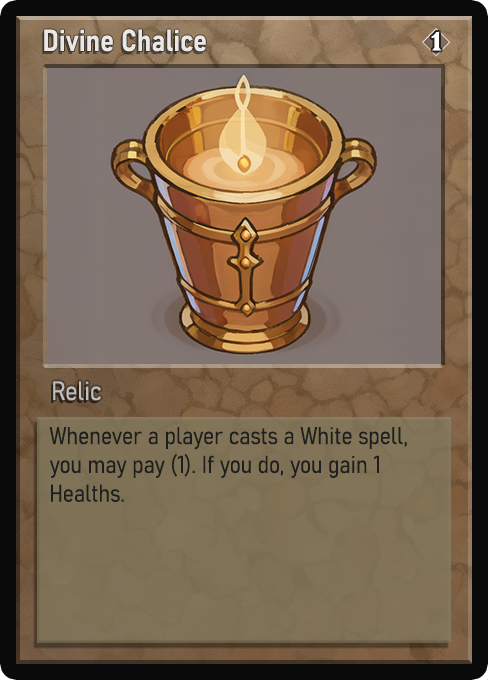 Divine Chalice
1
Relic
Whenever a player casts a White spell,
you may pay (1). If you do, you gain 1
Healths.